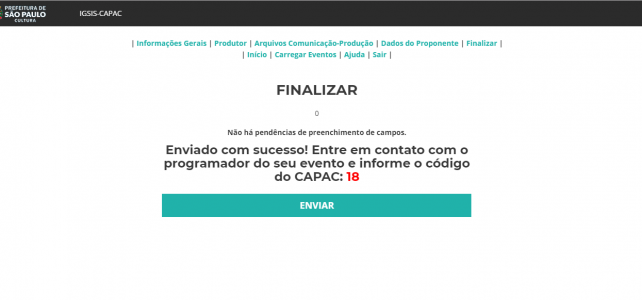 PREFEITURA DE
SÃO PAULO
CULTURA
IGSIS-CAPAC
| Informações Gerais | Produtor | Arquivos Comunicação-Produção | Dados do Proponente | Finalizar |
| Início | Carregar Eventos | Ajuda | Sair |
FINALIZAR
0
Não há pendências de preenchimento de campos.
Enviado com sucesso! Entre em contato com o
programador do seu evento e informe o código
do CAPAC: 18
ENVIAR